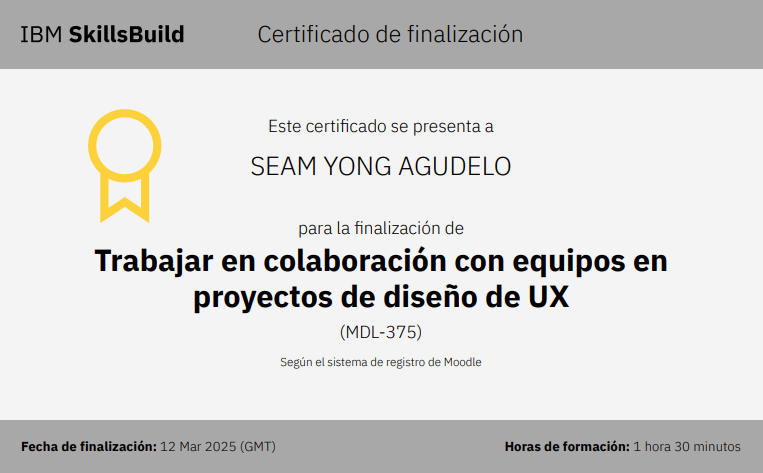 IBM SkillsBuild Certificado de finalización
Este certificado se presenta a
SEAM YONG AGUDELO
para la finalización de
Trabajar en colaboración con equipos en
proyectos de diseño de UX
(MDL-375)
Según el sistema de registro de Moodle
Fecha de finalización: 12 Mar 2025 (GMT) Horas de formación: 1 hora 30 minutos